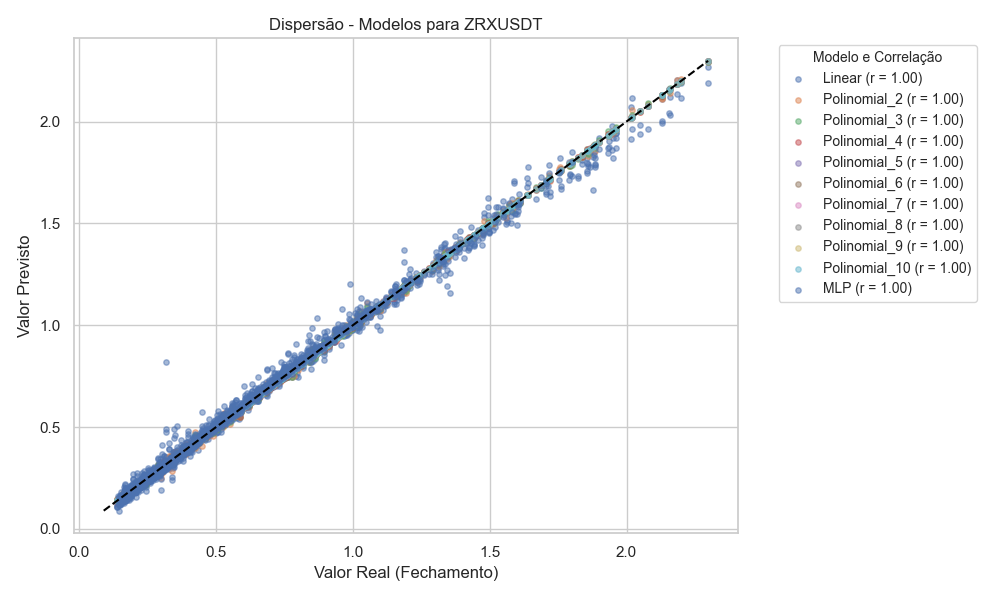 Dispersão - Modelos para ZRXUSDT
Valor Previsto
2.0
1.5
1.0
0.5
0.0
0.0 0.5 1.0 1.5 2.0
Valor Real (Fechamento)
Modelo e Correlação
Linear (r = 1.00)
Polinomial_2 (r = 1.00)
Polinomial_3 (r = 1.00)
Polinomial_4 (r = 1.00)
Polinomial_5 (r = 1.00)
Polinomial_6 (r = 1.00)
Polinomial_7 (r = 1.00)
Polinomial_8 (r = 1.00)
Polinomial_9 (r = 1.00)
Polinomial_10 (r = 1.00)
MLP (r = 1.00)